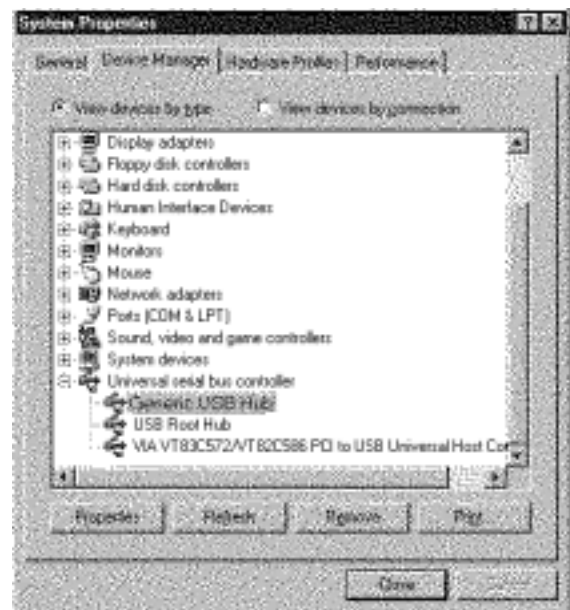 System Properties
General Device Manager Hardware Profiles Performance
View devices by type View devices by connection
Display adapters
Floppy disk controllers
Hard disk controllers
Human Interface Devices
Keyboard
Monitors
Mouse
Network adapters
Ports (COM & LPT)
Sound, video and game controllers
System devices
Universal serial bus controller
Generic USB Hub
USB Root Hub
VIA VT83C572/VT82C586 PCI to USB Universal Host Con
Properties Refresh Remove Print
Close